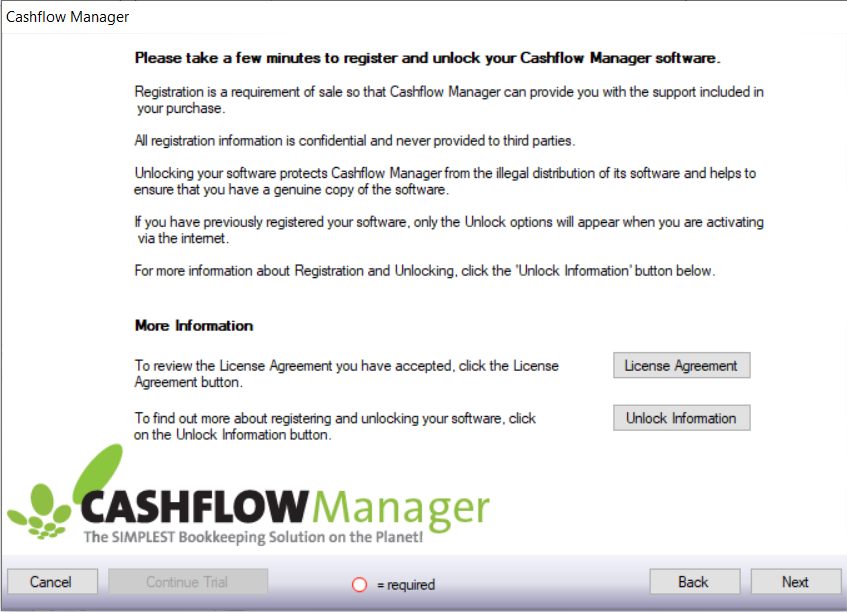 Cashflow Manager
Please take a few minutes to register and unlock your Cashflow Manager software.
Registration is a requirement of sale so that Cashflow Manager can provide you with the support included in
your purchase.
All registration information is confidential and never provided to third parties.
Unlocking your software protects Cashflow Manager from the illegal distribution of its software and helps to
ensure that you have a genuine copy of the software.
If you have previously registered your software, only the Unlock options will appear when you are activating
via the internet.
For more information about Registration and Unlocking, click the 'Unlock Information' button below.
More Information
To review the License Agreement you have accepted, click the License
Agreement button.
License Agreement
To find out more about registering and unlocking your software, click
on the Unlock Information button.
Unlock Information
CASHFLOW Manager
The SIMPLEST Bookkeeping Solution on the Planet!
Cancel
Continue Trial
= required
Back
Next